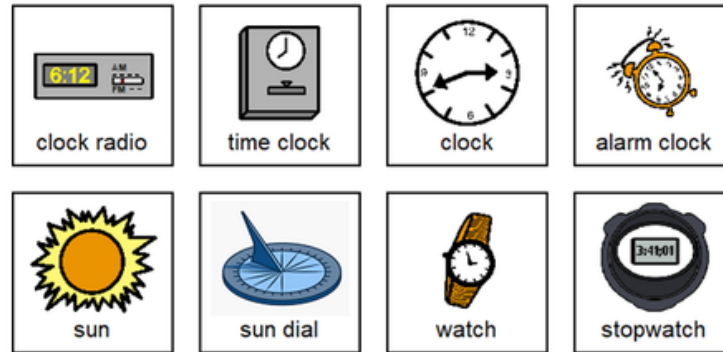 6:12
AM
PM --
clock radio
time clock
12
9
3
6
clock
alarm clock
sun
sun dial
watch
3:41:01
stopwatch